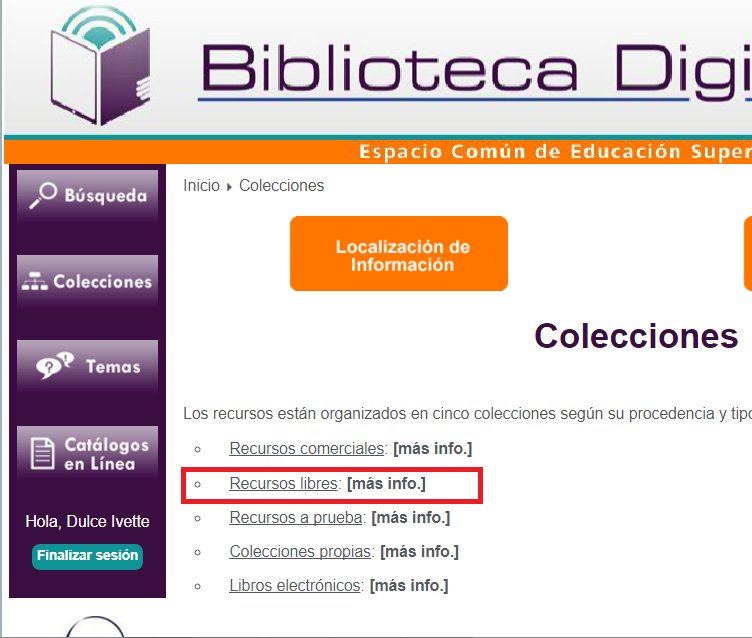 Biblioteca Digi
Espacio Común de Educación Super
Búsqueda
Colecciones
Temas
Catálogos
en Línea
Hola, Dulce Ivette
Finalizar sesión
Inicio ▸ Colecciones
Localización de
Información
Colecciones
Los recursos están organizados en cinco colecciones según su procedencia y tipo
Recursos comerciales: [más info.]
Recursos libres: [más info.]
Recursos a prueba: [más info.]
Colecciones propias: [más info.]
Libros electrónicos: [más info.]